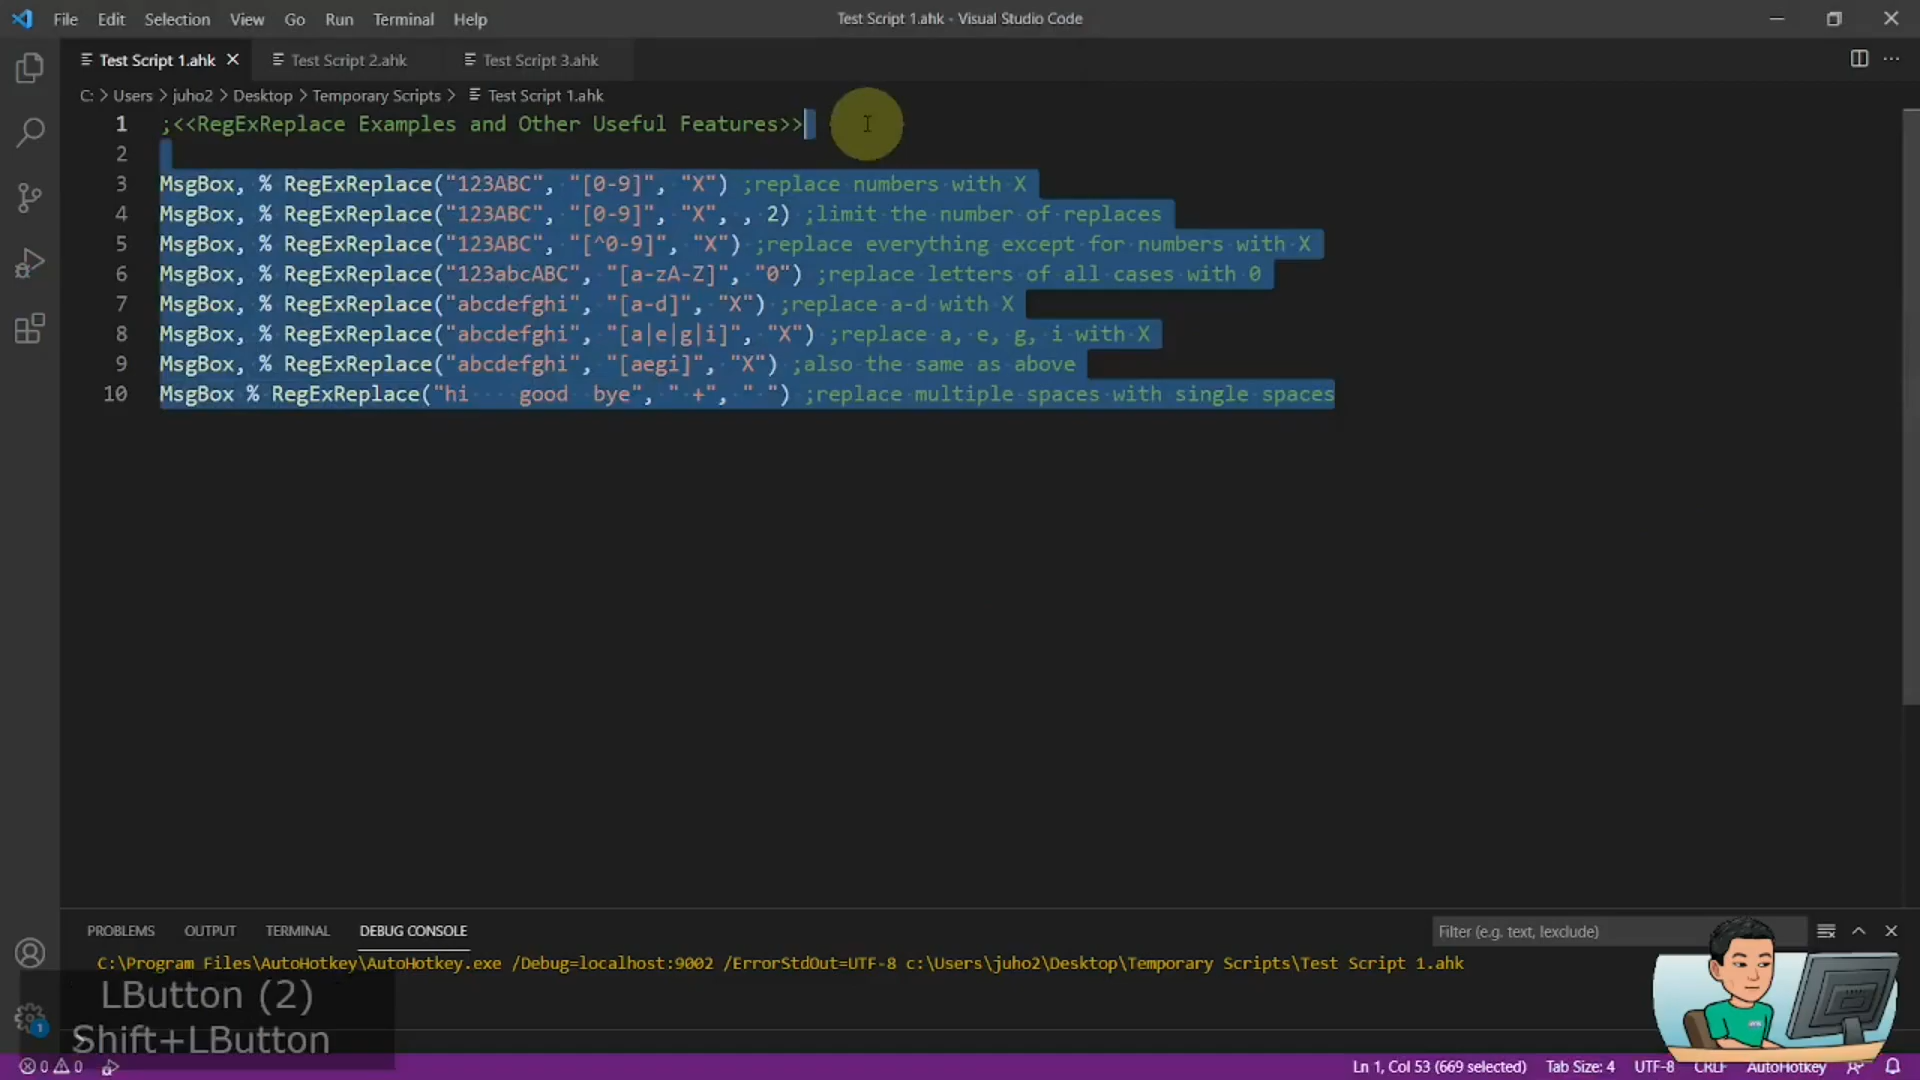 File Edit Selection View Go Run Terminal Help
Test Script 1.ahk - Visual Studio Code
Test Script 1.ahk Test Script 2.ahk Test Script 3.ahk
C: > Users > juho2 > Desktop > Temporary Scripts > Test Script 1.ahk
1 ;<<RegExReplace Examples and Other Useful Features>>
2
3 MsgBox, % RegExReplace("123ABC", "[0-9]", "X") ;replace numbers with X
4 MsgBox, % RegExReplace("123ABC", "[0-9]", "X", , 2) ;limit the number of replaces
5 MsgBox, % RegExReplace("123ABC", "[^0-9]", "X") ;replace everything except for numbers with X
6 MsgBox, % RegExReplace("123abcABC", "[a-zA-Z]", "0") ;replace letters of all cases with 0
7 MsgBox, % RegExReplace("abcdefghi", "[a-d]", "X") ;replace a-d with X
8 MsgBox, % RegExReplace("abcdefghi", "[a|e|g|i]", "X") ;replace a, e, g, i with X
9 MsgBox, % RegExReplace("abcdefghi", "[aegi]", "X") ;also the same as above
10 MsgBox % RegExReplace("hi    good  bye", " +", " ") ;replace multiple spaces with single spaces
PROBLEMS OUTPUT TERMINAL DEBUG CONSOLE
Filter (e.g. text, !exclude)
C:\Program Files\AutoHotkey\AutoHotkey.exe /Debug=localhost:9002 /ErrorStdOut=UTF-8 c:\Users\juho2\Desktop\Temporary Scripts\Test Script 1.ahk
LButton (2)
Shift+LButton
1
0 0
Ln 1, Col 53 (669 selected) Tab Size: 4 UTF-8 CRLF AutoHotkey